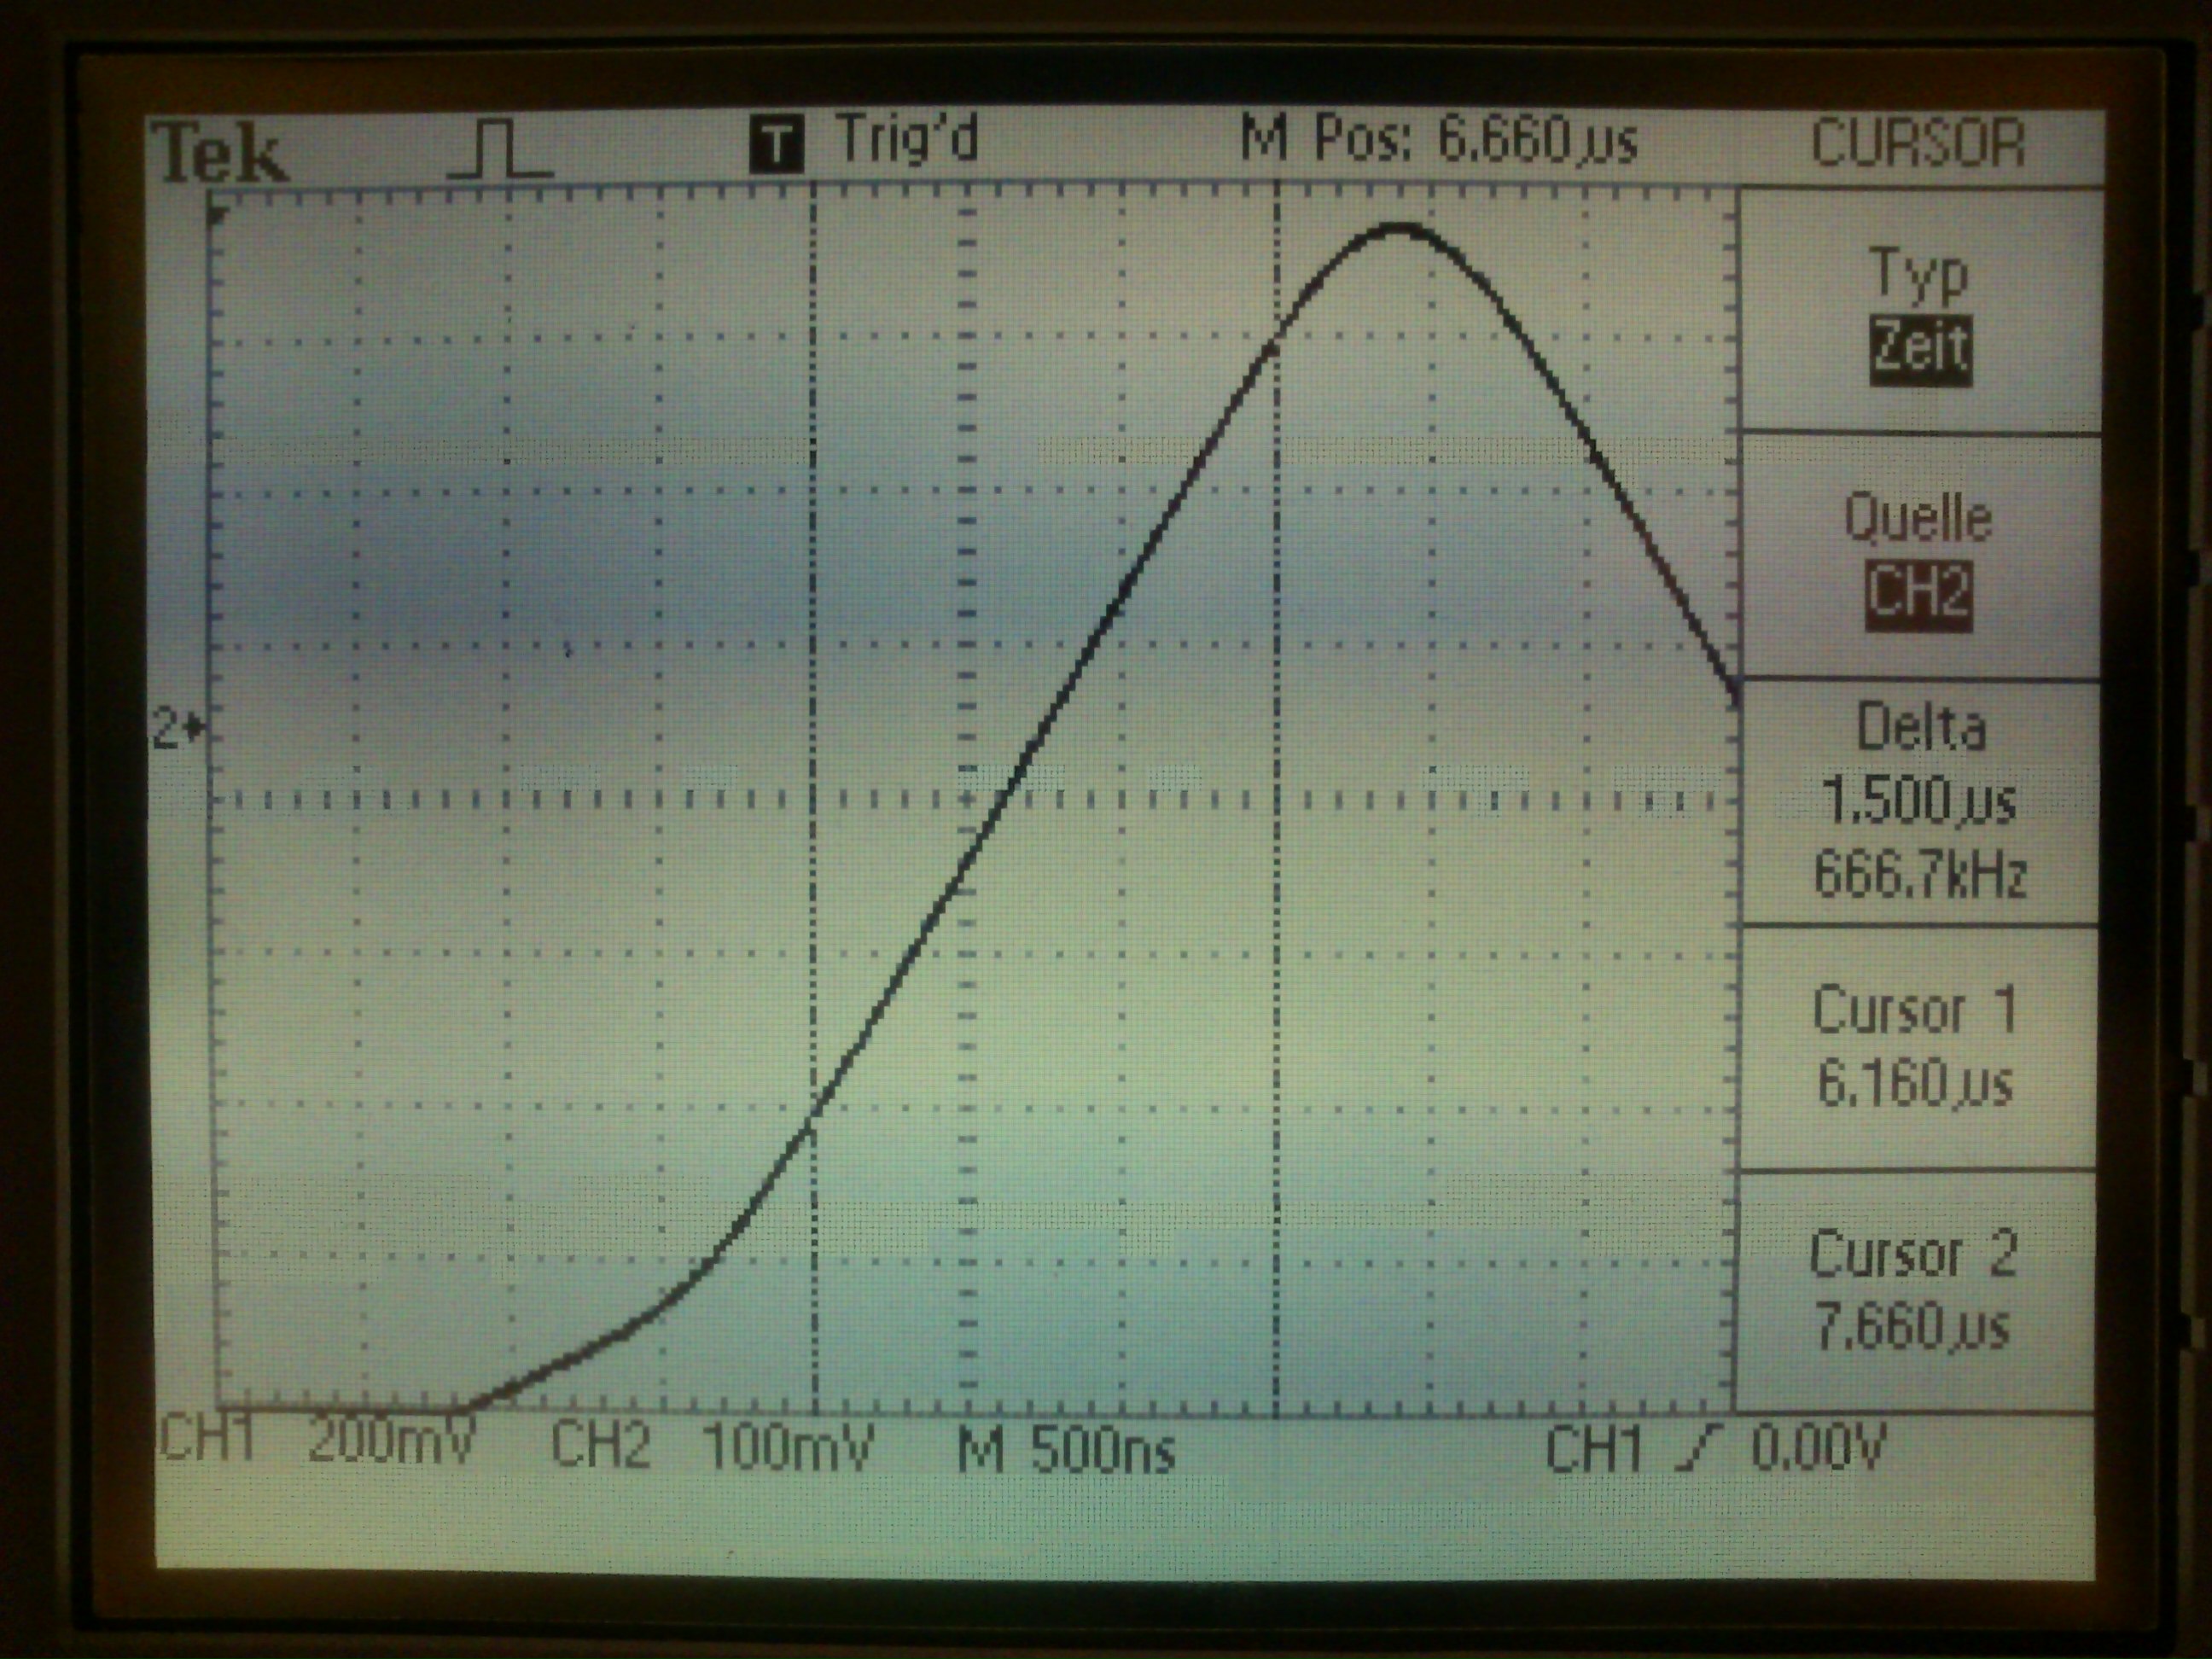 Tek T Trig'd M Pos: 6.660µs CURSOR
Typ
Zeit
Quelle
CH2
2
Delta
1.500µs
666.7kHz
Cursor 1
6.160µs
Cursor 2
7.660µs
CH1 200mV CH2 100mV M 500ns CH1 0.00V